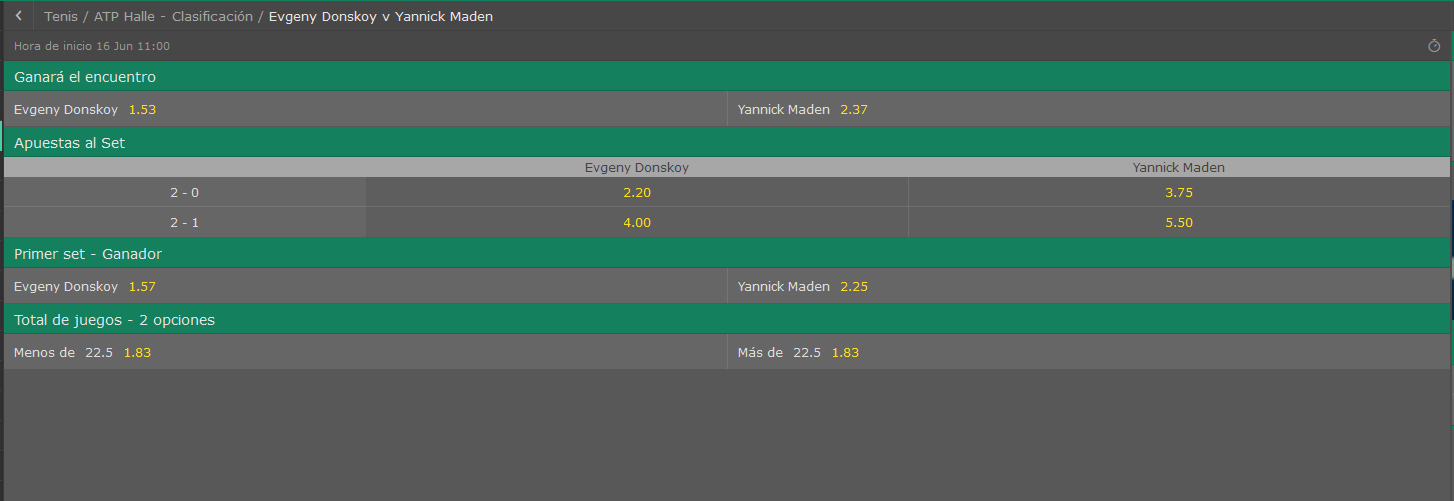 Tenis / ATP Halle - Clasificación / Evgeny Donskoy v Yannick Maden
Hora de inicio 16 Jun 11:00
Ganará el encuentro
Evgeny Donskoy 1.53 Yannick Maden 2.37
Apuestas al Set
Evgeny Donskoy Yannick Maden
2 - 0 2.20 3.75
2 - 1 4.00 5.50
Primer set - Ganador
Evgeny Donskoy 1.57 Yannick Maden 2.25
Total de juegos - 2 opciones
Menos de 22.5 1.83 Más de 22.5 1.83